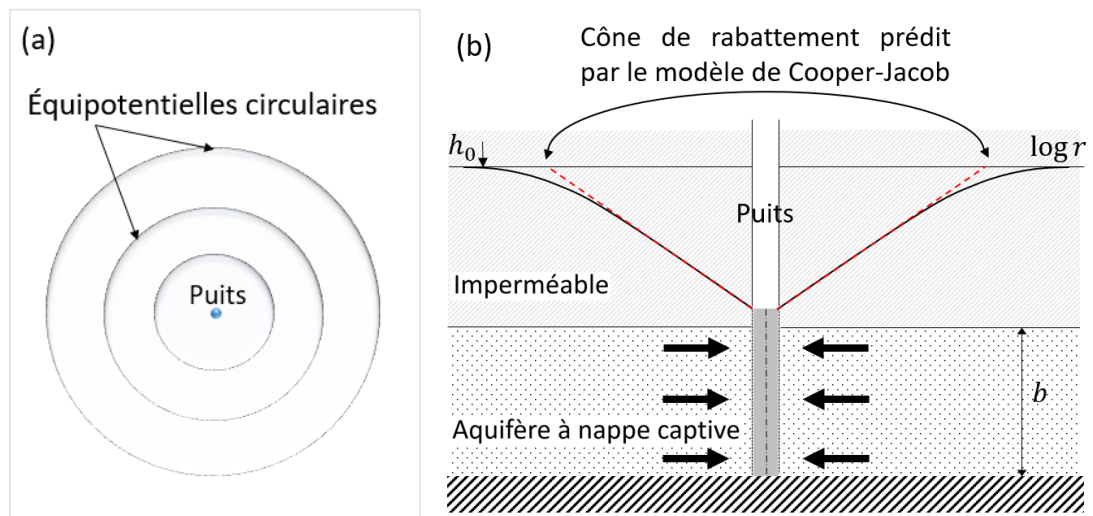 (a)
Équipotentielles circulaires
Puits
(b)
Cône de rabattement prédit
par le modèle de Cooper-Jacob
h₀
log r
Puits
Imperméable
b
Aquifère à nappe captive